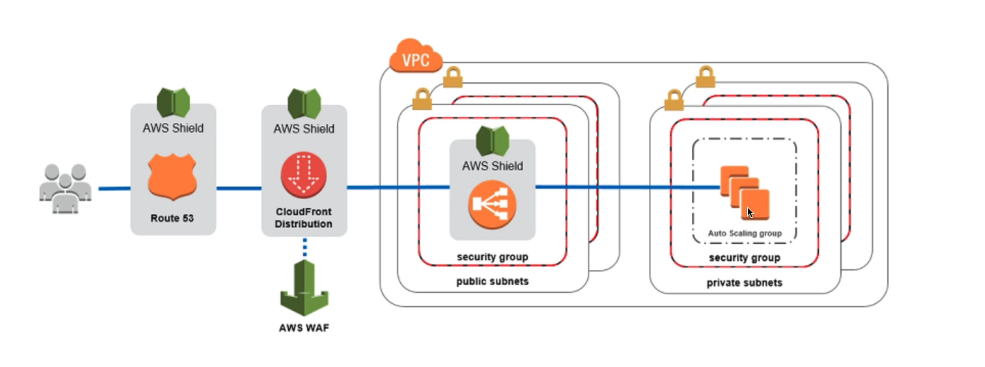 VPC
AWS Shield
Route 53
AWS Shield
CloudFront
Distribution
AWS WAF
AWS Shield
security group
public subnets
Auto Scaling group
security group
private subnets